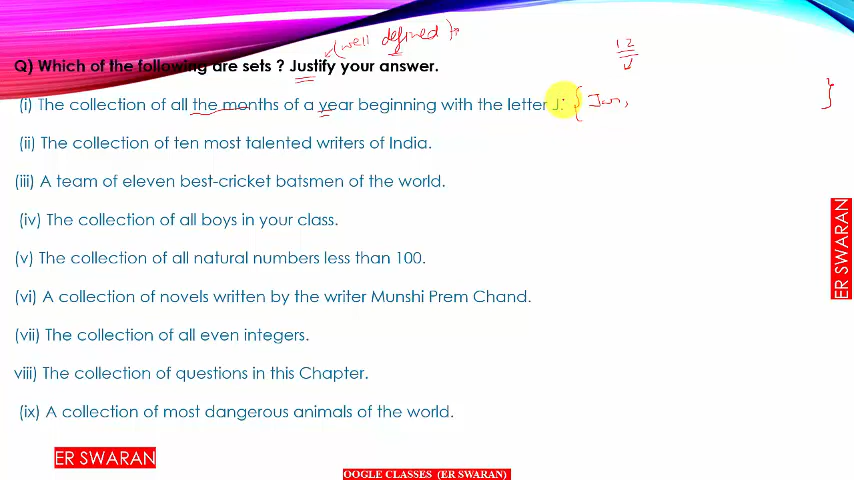 (well defined)
12
Q) Which of the following are sets ? Justify your answer.
(i) The collection of all the months of a year beginning with the letter J. { Jan, }
(ii) The collection of ten most talented writers of India.
(iii) A team of eleven best-cricket batsmen of the world.
(iv) The collection of all boys in your class.
(v) The collection of all natural numbers less than 100.
(vi) A collection of novels written by the writer Munshi Prem Chand.
(vii) The collection of all even integers.
viii) The collection of questions in this Chapter.
(ix) A collection of most dangerous animals of the world.
ER SWARAN
ER SWARAN
OOGLE CLASSES (ER SWARAN)